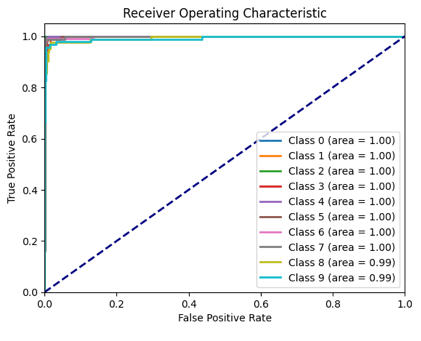 Receiver Operating Characteristic
True Positive Rate
1.0
0.8
0.6
0.4
0.2
0.0
Class 0 (area = 1.00)
Class 1 (area = 1.00)
Class 2 (area = 1.00)
Class 3 (area = 1.00)
Class 4 (area = 1.00)
Class 5 (area = 1.00)
Class 6 (area = 1.00)
Class 7 (area = 1.00)
Class 8 (area = 0.99)
Class 9 (area = 0.99)
0.0 0.2 0.4 0.6 0.8 1.0
False Positive Rate